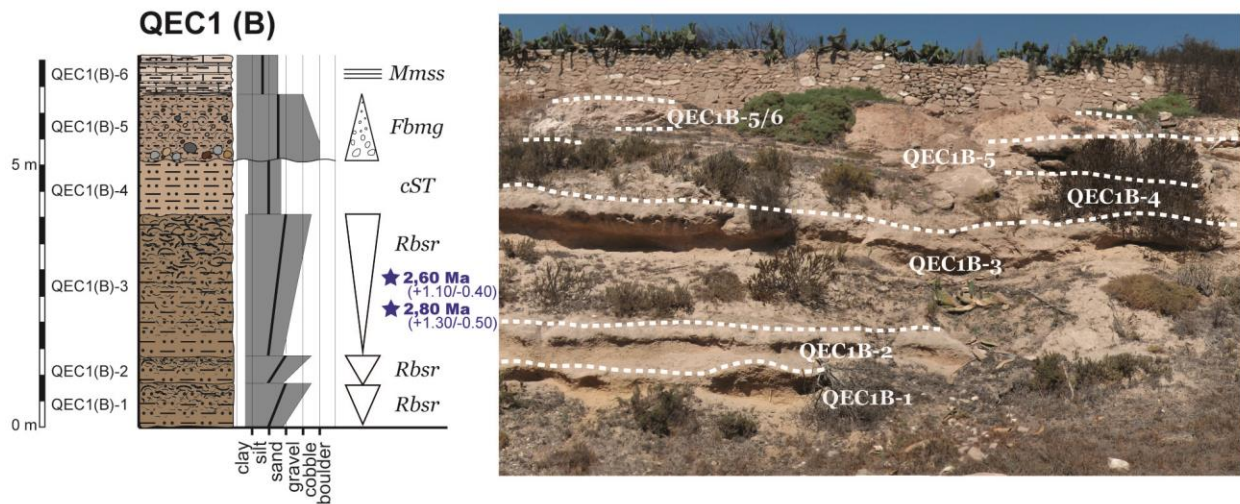 QEC1 (B)
QEC1(B)-6
Mmss
QEC1(B)-5
Fbmg
5 m
QEC1(B)-4
cST
QEC1(B)-3
Rbsr
2,60 Ma
(+1.10/-0.40)
2,80 Ma
(+1.30/-0.50)
QEC1(B)-2
Rbsr
QEC1(B)-1
Rbsr
0 m
clay
silt
sand
gravel
cobble
boulder
QEC1B-5/6
QEC1B-5
QEC1B-4
QEC1B-3
QEC1B-2
QEC1B-1